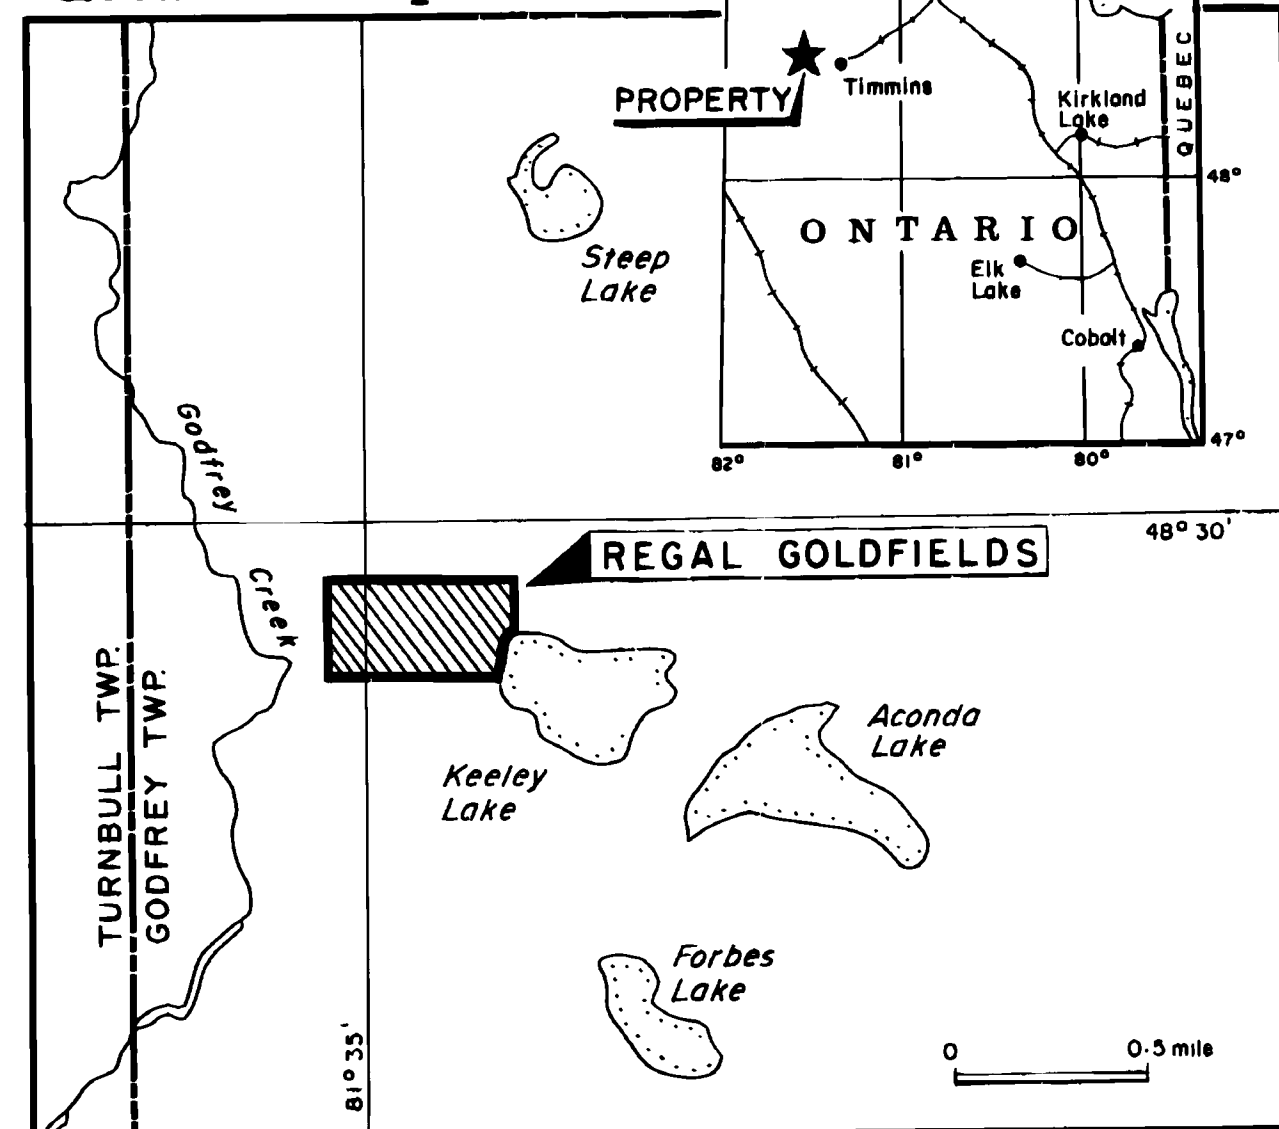 Timmins
PROPERTY
Kirkland
Lake
QUEBEC
48°
ONTARIO
Elk
Lake
Cobalt
47°
82°
81°
80°
Steep
Lake
Godfrey
Creek
48° 30'
REGAL GOLDFIELDS
TURNBULL TWP.
GODFREY TWP.
Keeley
Lake
Aconda
Lake
Forbes
Lake
81° 35'
0
0.5 mile